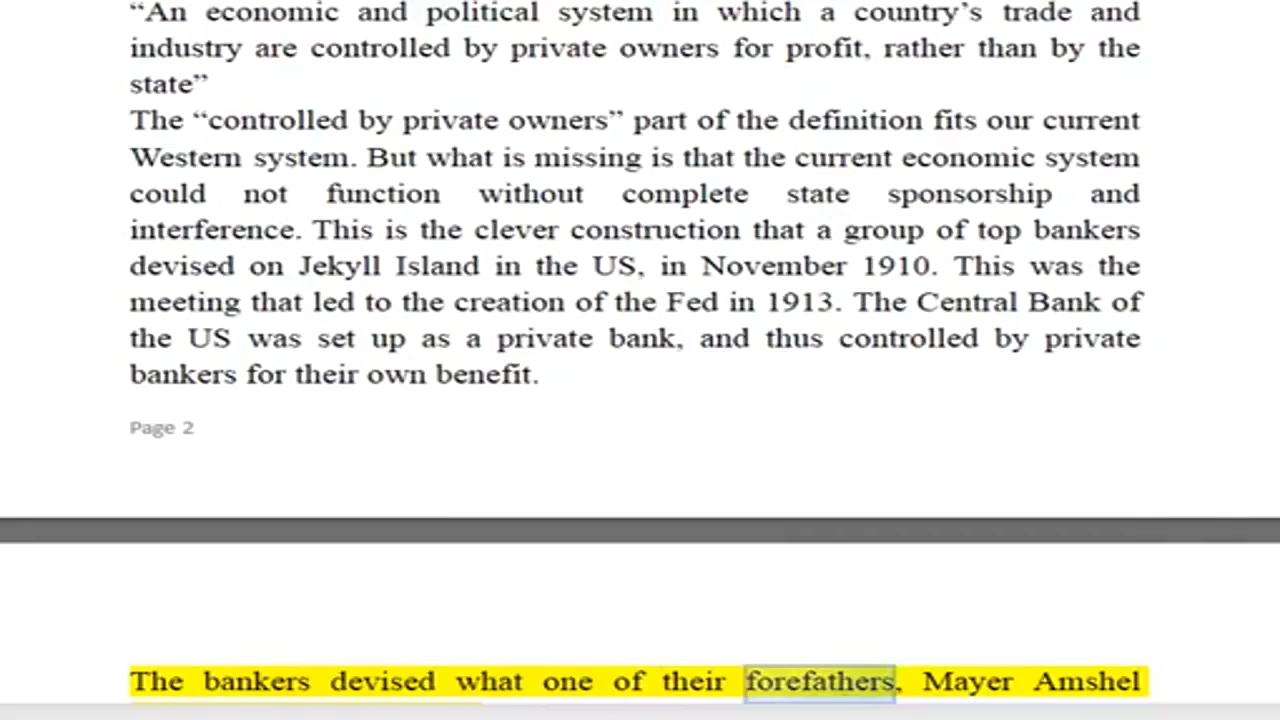 “An economic and political system in which a country’s trade and
industry are controlled by private owners for profit, rather than by the
state”
The “controlled by private owners” part of the definition fits our current
Western system. But what is missing is that the current economic system
could not function without complete state sponsorship and
interference. This is the clever construction that a group of top bankers
devised on Jekyll Island in the US, in November 1910. This was the
meeting that led to the creation of the Fed in 1913. The Central Bank of
the US was set up as a private bank, and thus controlled by private
bankers for their own benefit.
Page 2
The bankers devised what one of their forefathers, Mayer Amshel